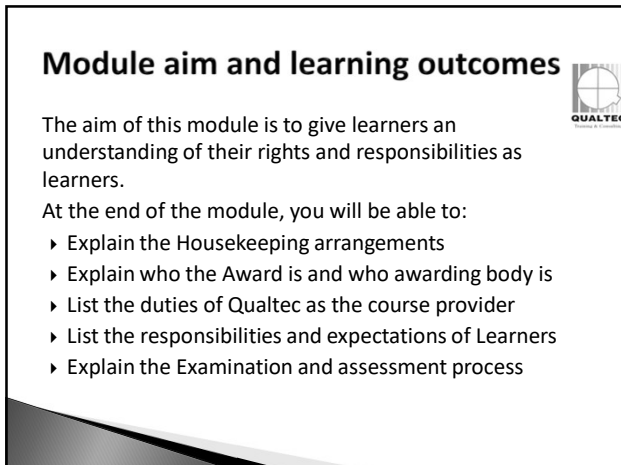 Module aim and learning outcomes
QUALTEC
Training & Consulting
The aim of this module is to give learners an
understanding of their rights and responsibilities as
learners.
At the end of the module, you will be able to:
Explain the Housekeeping arrangements
Explain who the Award is and who awarding body is
List the duties of Qualtec as the course provider
List the responsibilities and expectations of Learners
Explain the Examination and assessment process